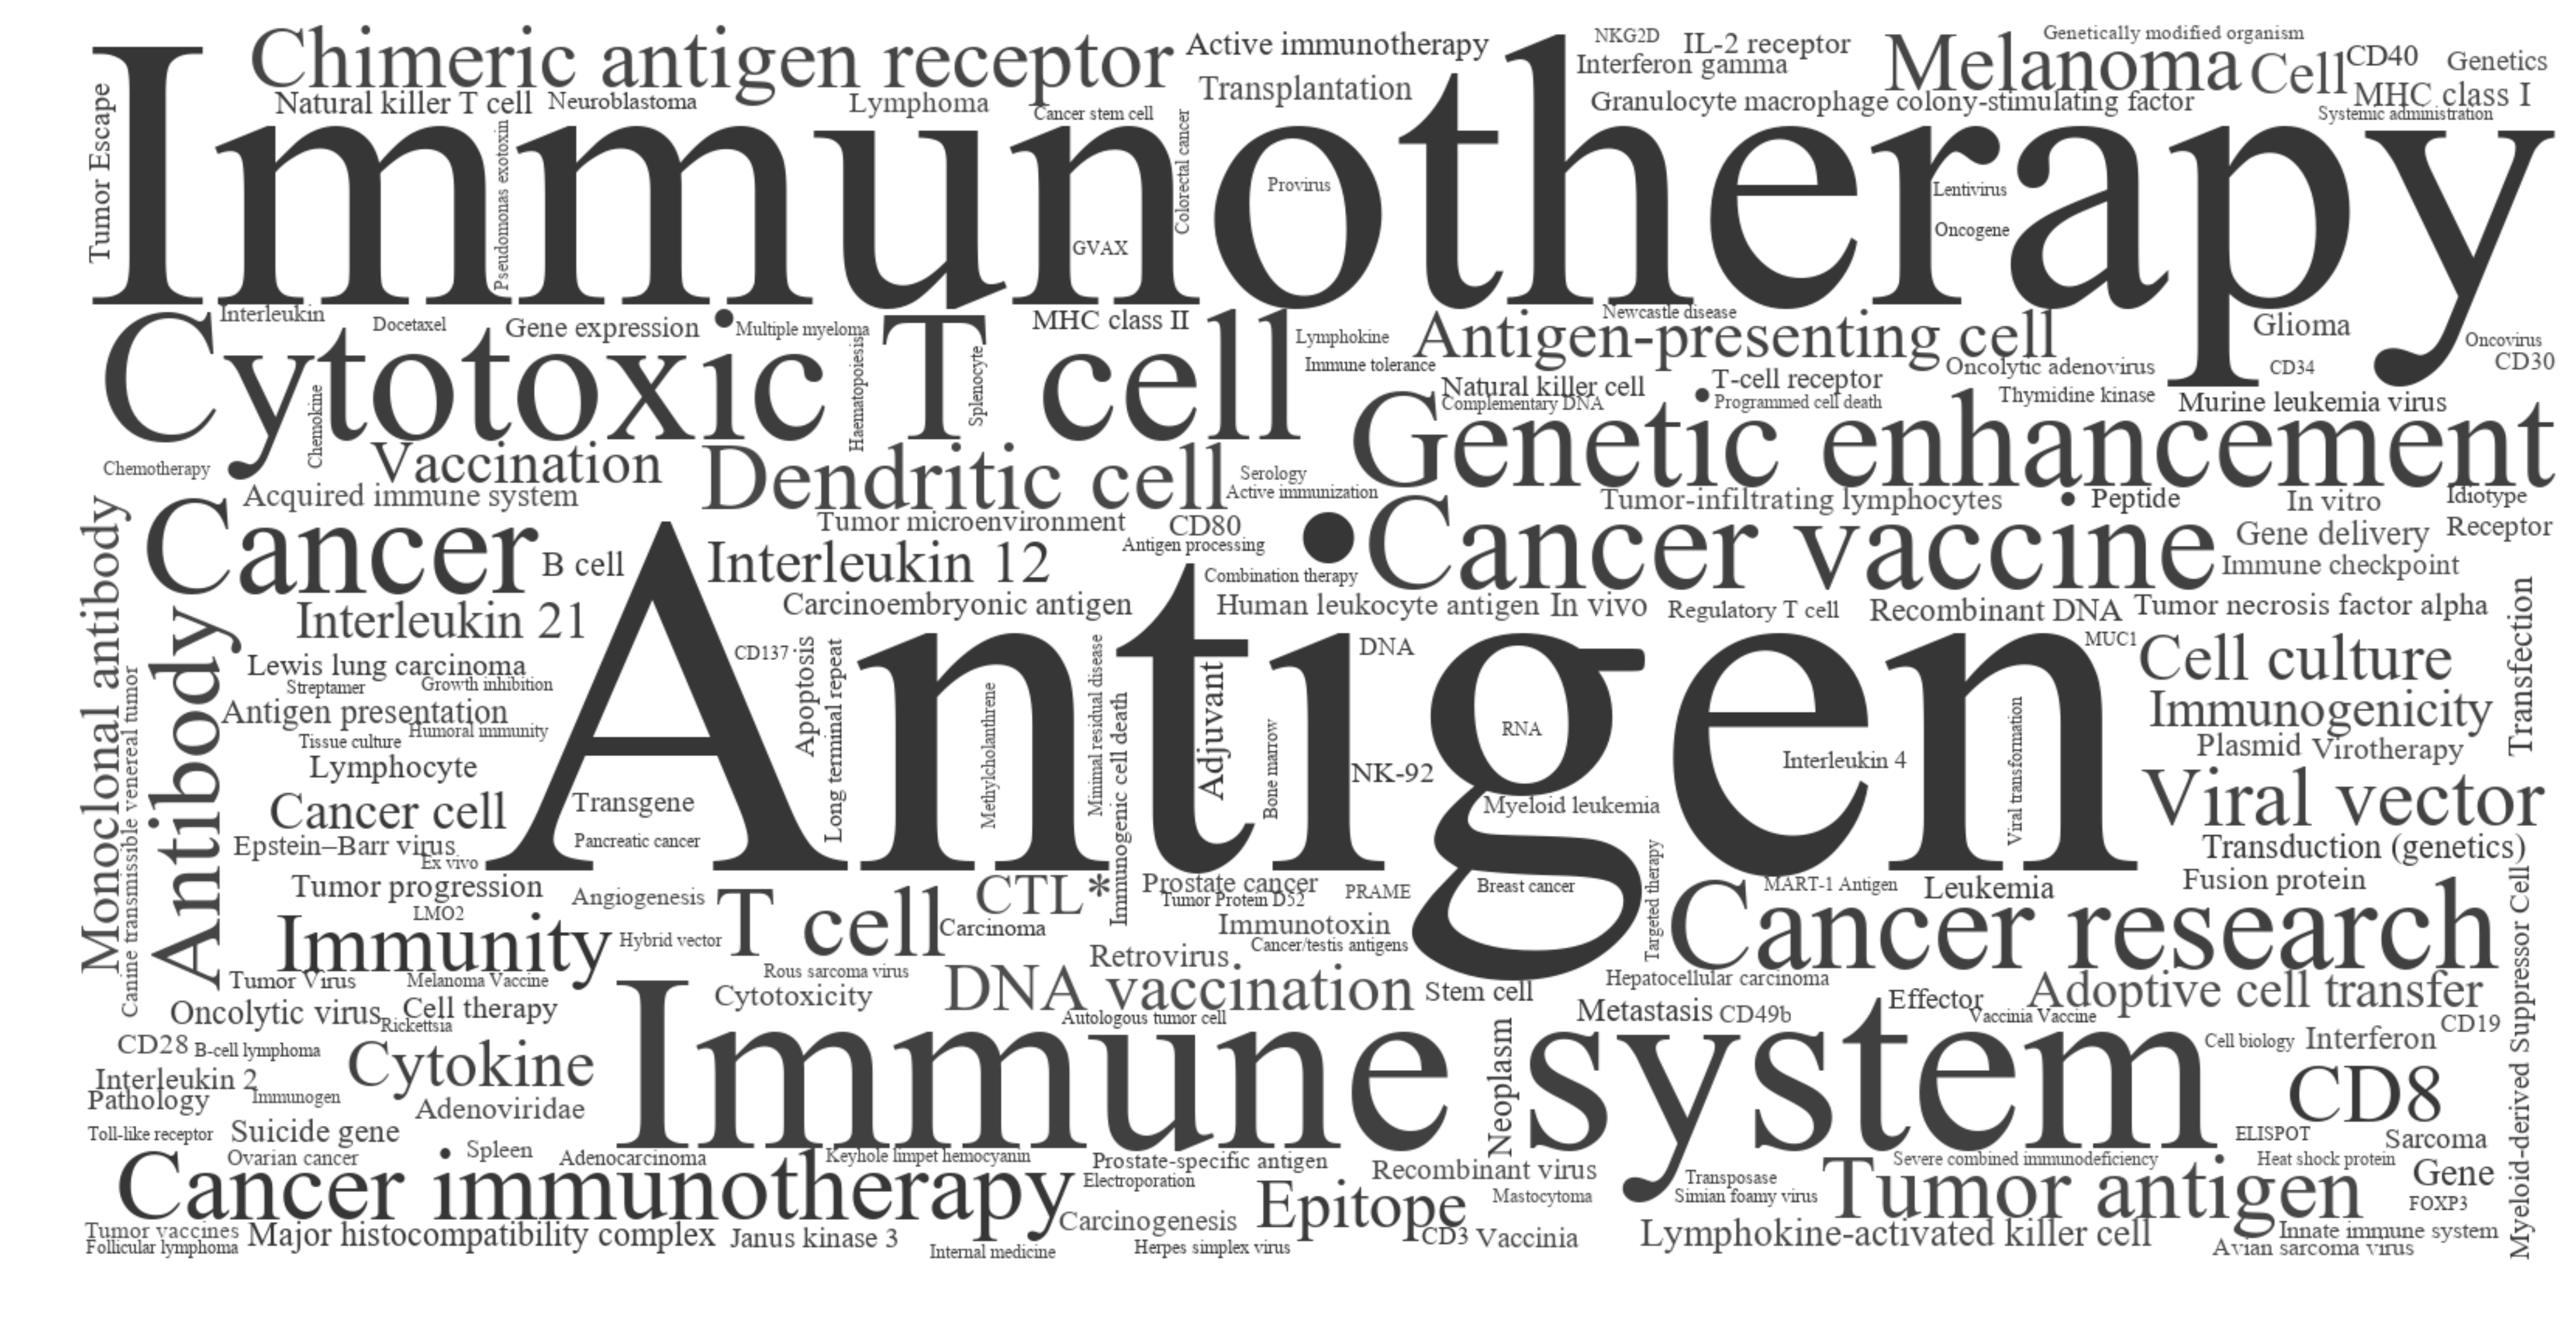 Immunotherapy
Chimeric antigen receptor
Active immunotherapy
NKG2D
IL-2 receptor
Interferon gamma
Melanoma
Genetically modified organism
Cell
CD40
Genetics
MHC class I
Systemic administration
Granulocyte macrophage colony-stimulating factor
Transplantation
Natural killer T cell
Neuroblastoma
Lymphoma
Cancer stem cell
Tumor Escape
Pseudomonas exotoxin
Colorectal cancer
Provirus
GVAX
Lentivirus
Oncogene
Interleukin
Docetaxel
Gene expression
Multiple myeloma
MHC class II
Lymphokine
Immune tolerance
Newcastle disease
Antigen-presenting cell
Glioma
Oncovirus
CD30
CD34
Oncolytic adenovirus
Cytotoxic T cell
Chemokine
Haematopoiesis
Splenocyte
Natural killer cell
Complementary DNA
T-cell receptor
Programmed cell death
Thymidine kinase
Murine leukemia virus
Genetic enhancement
Chemotherapy
Vaccination
Dendritic cell
Serology
Active immunization
Acquired immune system
Tumor-infiltrating lymphocytes
Peptide
In vitro
Idiotype
Receptor
Gene delivery
Immune checkpoint
Cancer
B cell
Tumor microenvironment
CD80
Antigen processing
Interleukin 12
Combination therapy
Cancer vaccine
Carcinoembryonic antigen
Human leukocyte antigen
In vivo
Regulatory T cell
Recombinant DNA
Tumor necrosis factor alpha
Monoclonal antibody
Canine transmissible venereal tumor
Antibody
Interleukin 21
Lewis lung carcinoma
Streptamer
Growth inhibition
Antigen presentation
Humoral immunity
Tissue culture
Lymphocyte
Cancer cell
Epstein–Barr virus
Ex vivo
Antigen
Transgene
Pancreatic cancer
CD137
Apoptosis
Long terminal repeat
Methylcholanthrene
Minimal residual disease
Immunogenic cell death
Adjuvant
Bone marrow
DNA
NK-92
RNA
Myeloid leukemia
Breast cancer
Interleukin 4
Viral transformation
MUC1
Cell culture
Immunogenicity
Plasmid
Virotherapy
Transfection
Viral vector
Transduction (genetics)
Fusion protein
Tumor progression
Angiogenesis
LMO2
Immunity
Hybrid vector
T cell
CTL*
Carcinoma
Prostate cancer
Tumor Protein D52
PRAME
Immunotoxin
Cancer/testis antigens
Targeted therapy
MART-1 Antigen
Leukemia
Cancer research
Tumor Virus
Melanoma Vaccine
Rous sarcoma virus
Retrovirus
Cytotoxicity
DNA vaccination
Stem cell
Hepatocellular carcinoma
Adoptive cell transfer
Oncolytic virus
Cell therapy
Rickettsia
Autologous tumor cell
Metastasis
CD49b
Effector
Vaccinia Vaccine
CD28
B-cell lymphoma
Cytokine
Immune system
Neoplasm
Cell biology
Interferon
CD19
Myeloid-derived Suppressor Cell
Interleukin 2
Pathology
Immunogen
Adenoviridae
CD8
Toll-like receptor
Suicide gene
Spleen
Ovarian cancer
Adenocarcinoma
Keyhole limpet hemocyanin
Prostate-specific antigen
Electroporation
Recombinant virus
Mastocytoma
Transposase
Simian foamy virus
Severe combined immunodeficiency
ELISPOT
Sarcoma
Heat shock protein
Gene
FOXP3
Cancer immunotherapy
Epitope
Tumor antigen
Tumor vaccines
Follicular lymphoma
Major histocompatibility complex
Janus kinase 3
Internal medicine
Carcinogenesis
Herpes simplex virus
CD3
Vaccinia
Lymphokine-activated killer cell
Innate immune system
Avian sarcoma virus